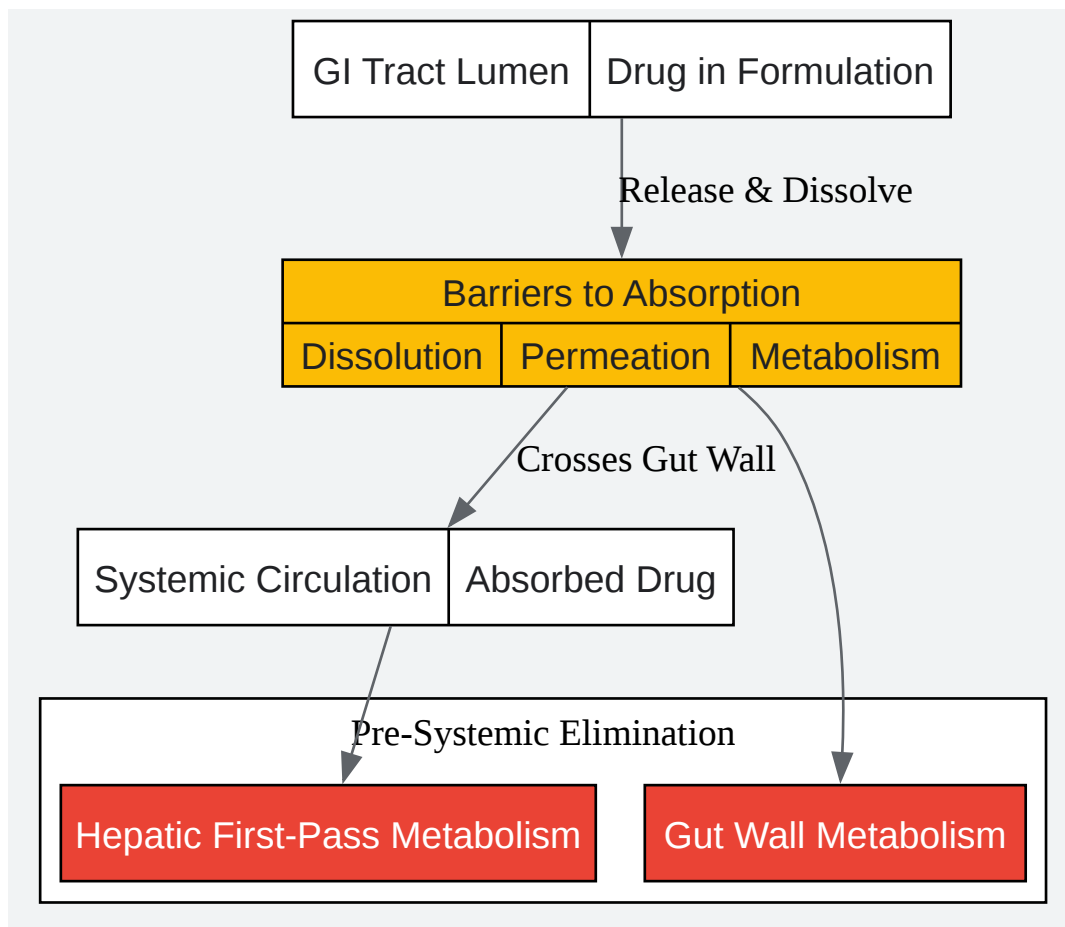 GI Tract Lumen
Drug in Formulation
Release & Dissolve
Barriers to Absorption
Dissolution
Permeation
Metabolism
Crosses Gut Wall
Systemic Circulation
Absorbed Drug
Pre-Systemic Elimination
Hepatic First-Pass Metabolism
Gut Wall Metabolism